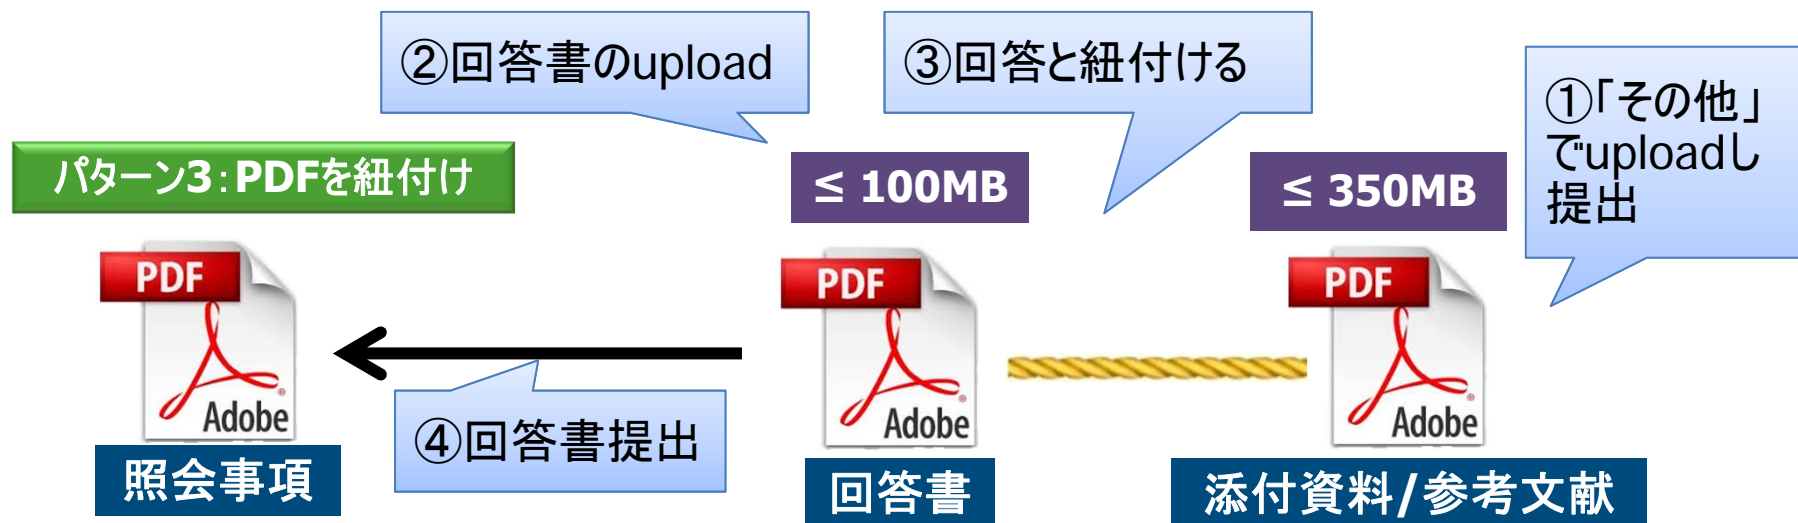 ②回答書のupload
③回答と紐付ける
①「その他」
でuploadし
提出
パターン3:PDFを紐付け
≤ 100MB
≤ 350MB
PDF
Adobe
PDF
Adobe
PDF
Adobe
④回答書提出
照会事項
回答書
添付資料/参考文献